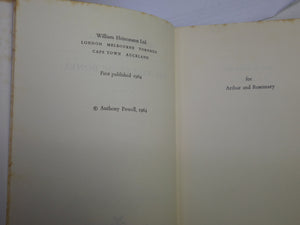 William Heinemann Ltd
LONDON MELBOURNE TORONTO
CAPE TOWN AUCKLAND
First published 1964
© Anthony Powell, 1964
for
Arthur and Rosemary